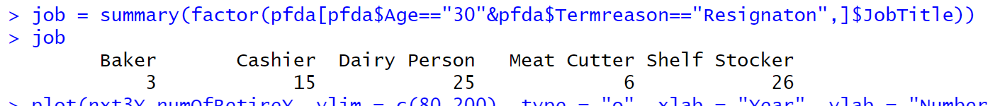 > job = summary(factor(pfda[pfda$Age=="30"&pfda$Termreason=="Resignaton",]$JobTitle))
> job
Baker Cashier Dairy Person Meat Cutter Shelf Stocker
3 15 25 6 26
> plot(nxt3Y,numOfRetireY, ylim = c(80,200), type = "o", xlab = "Year", ylab = "Number